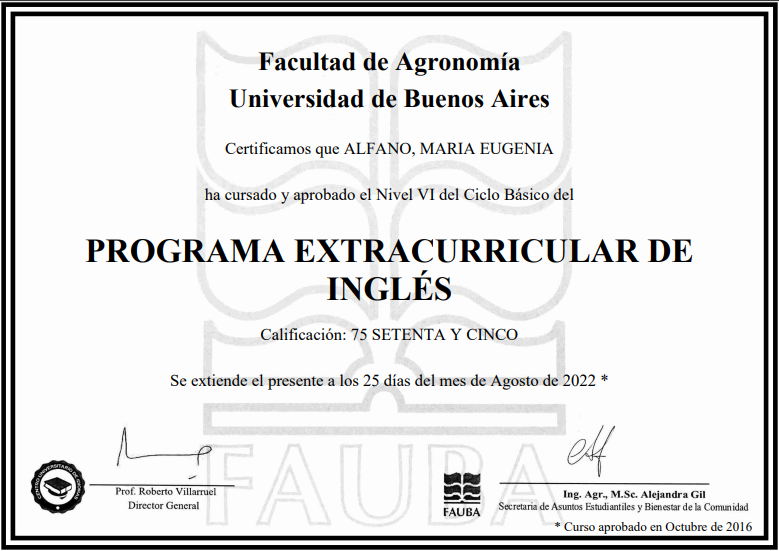 Facultad de Agronomía
Universidad de Buenos Aires
Certificamos que ALFANO, MARIA EUGENIA
ha cursado y aprobado el Nivel VI del Ciclo Básico del
PROGRAMA EXTRACURRICULAR DE
INGLÉS
Calificación: 75 SETENTA Y CINCO
Se extiende el presente a los 25 días del mes de Agosto de 2022 *
FAUBA
CENTRO UNIVERSITARIO DE IDIOMAS
Prof. Roberto Villarruel
Director General
FAUBA
Ing. Agr., M.Sc. Alejandra Gil
Secretaria de Asuntos Estudiantiles y Bienestar de la Comunidad
* Curso aprobado en Octubre de 2016